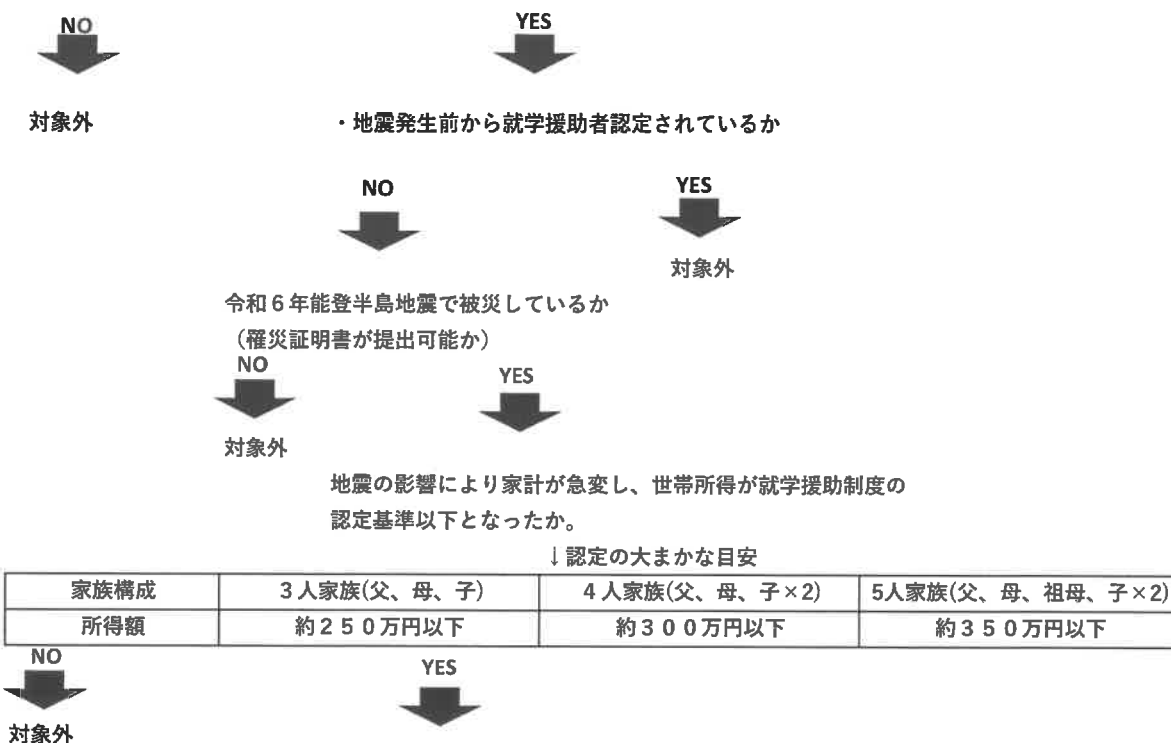 NO
YES
対象外
・地震発生前から就学援助者認定されているか
NO
YES
対象外
令和６年能登半島地震で被災しているか
（罹災証明書が提出可能か）
NO
YES
対象外
地震の影響により家計が急変し、世帯所得が就学援助制度の
認定基準以下となったか。
↓認定の大まかな目安
家族構成 ３人家族(父、母、子) ４人家族(父、母、子×2) 5人家族(父、母、祖母、子×2)
所得額 約２５０万円以下 約３００万円以下 約３５０万円以下
NO
YES
対象外